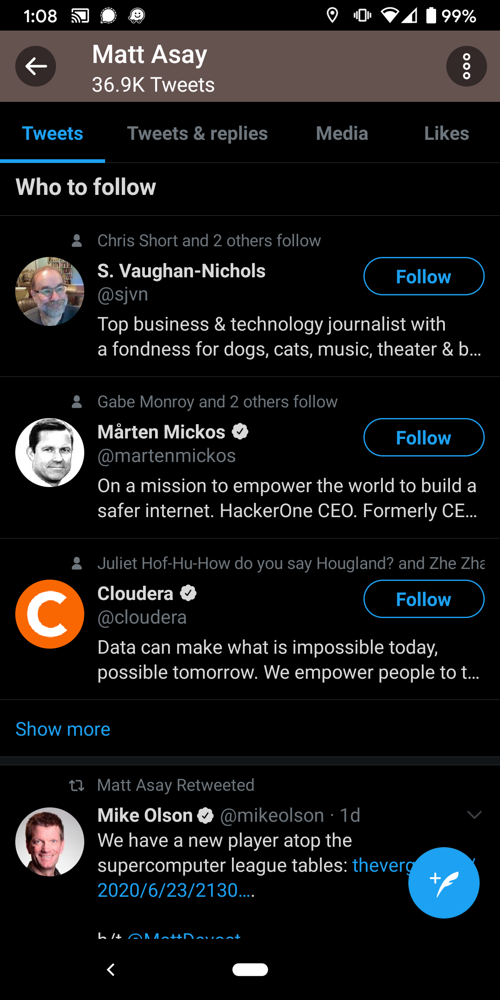 1:08
99%
Matt Asay
36.9K Tweets
Tweets
Tweets & replies
Media
Likes
Who to follow
Chris Short and 2 others follow
S. Vaughan-Nichols
Follow
@sjvn
Top business & technology journalist with
a fondness for dogs, cats, music, theater & b...
Gabe Monroy and 2 others follow
Mårten Mickos
Follow
@martenmickos
On a mission to empower the world to build a
safer internet. HackerOne CEO. Formerly CE...
Juliet Hof-Hu-How do you say Hougland? and Zhe Zha
C
Cloudera
Follow
@cloudera
Data can make what is impossible today,
possible tomorrow. We empower people to t...
Show more
Matt Asay Retweeted
Mike Olson @mikeolson · 1d
We have a new player atop the
supercomputer league tables: theverg
2020/6/23/2130....
h/t @MattDevost